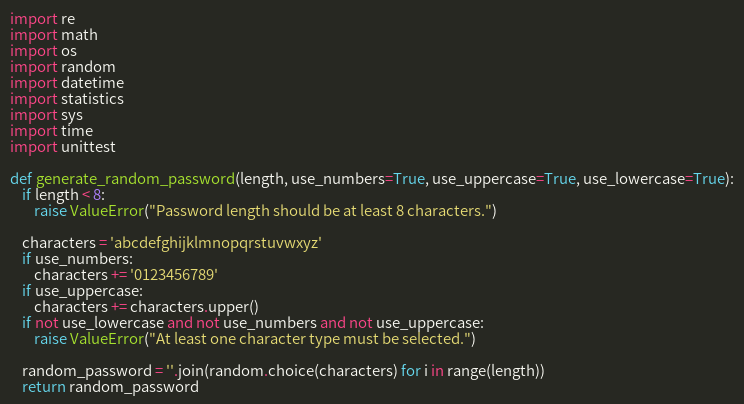 import re
import math
import os
import random
import datetime
import statistics
import sys
import time
import unittest

def generate_random_password(length, use_numbers=True, use_uppercase=True, use_lowercase=True):
    if length < 8:
        raise ValueError("Password length should be at least 8 characters.")

    characters = 'abcdefghijklmnopqrstuvwxyz'
    if use_numbers:
        characters += '0123456789'
    if use_uppercase:
        characters += characters.upper()
    if not use_lowercase and not use_numbers and not use_uppercase:
        raise ValueError("At least one character type must be selected.")

    random_password = ''.join(random.choice(characters) for i in range(length))
    return random_password